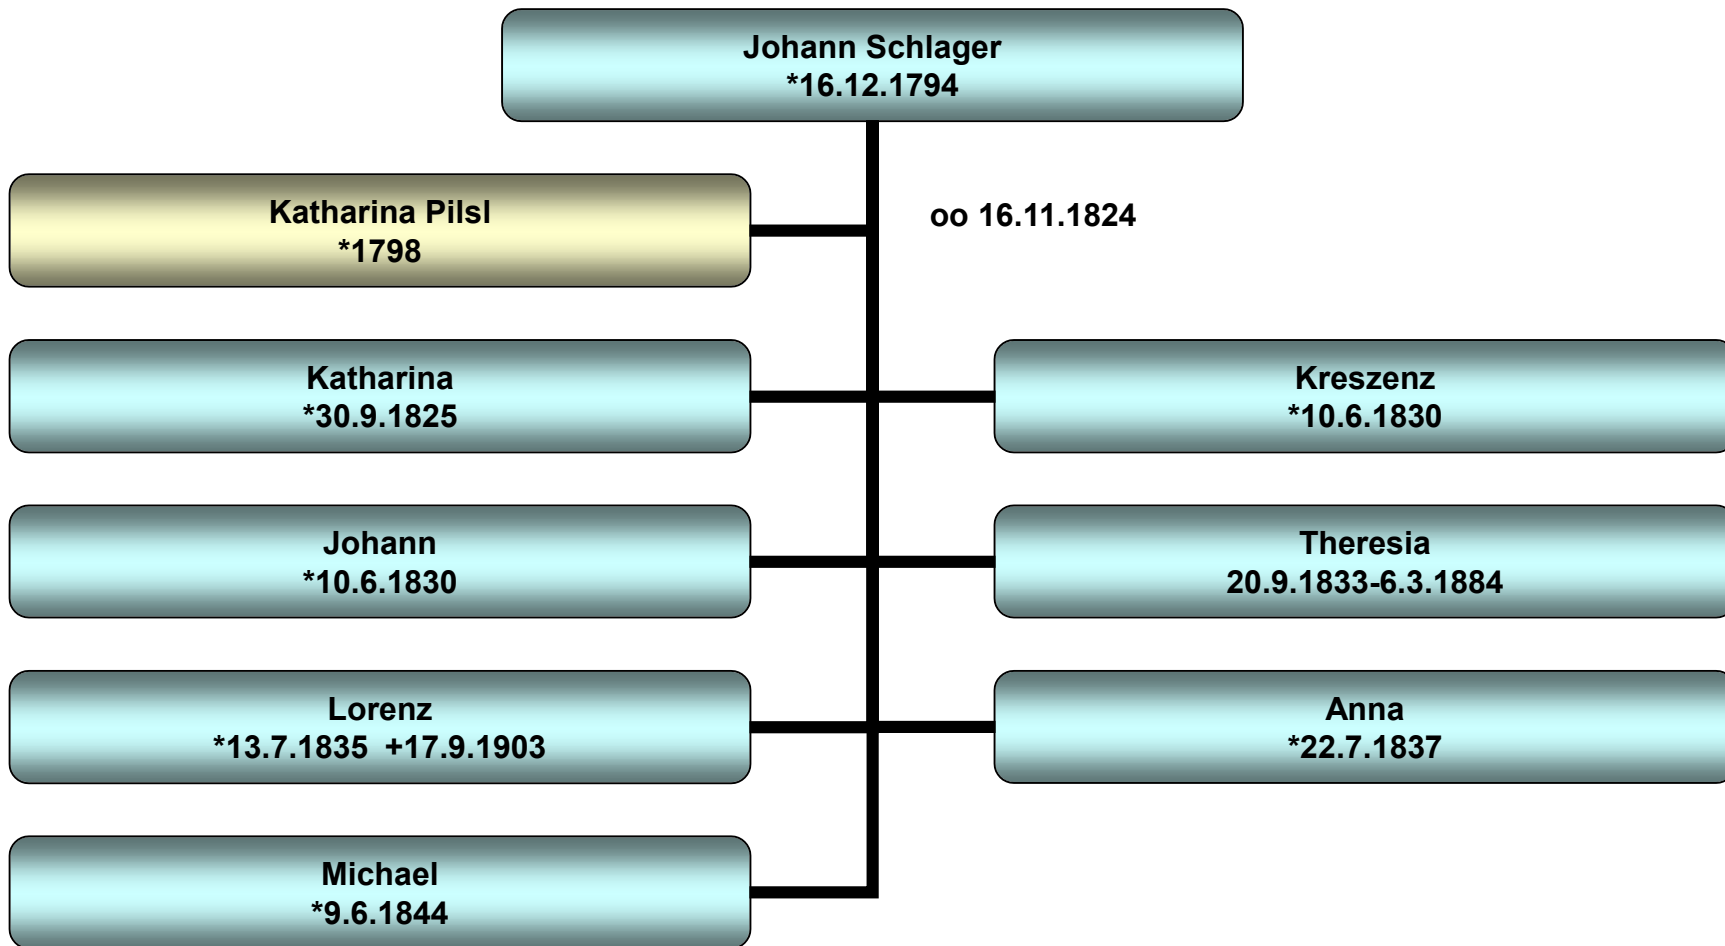 Johann Schlager
*16.12.1794
Katharina Pilsl
*1798
oo 16.11.1824
Katharina
*30.9.1825
Kreszenz
*10.6.1830
Johann
*10.6.1830
Theresia
20.9.1833-6.3.1884
Lorenz
*13.7.1835  +17.9.1903
Anna
*22.7.1837
Michael
*9.6.1844